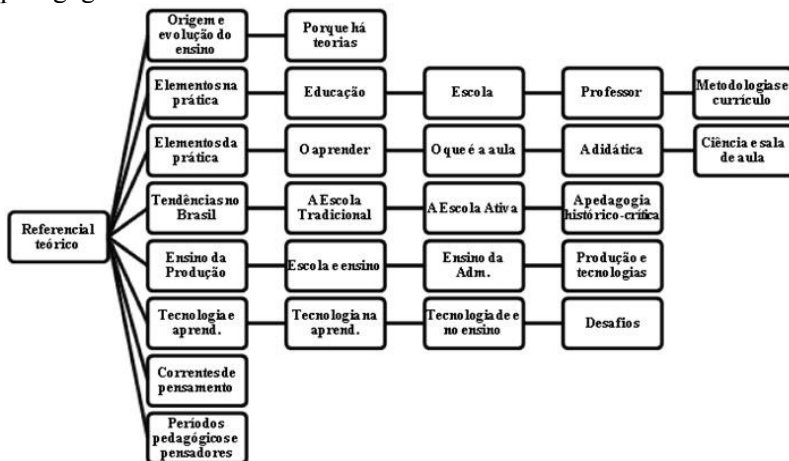 Origem e
evolução do
ensino
Porque há
teorias
Elementos na
prática
Educação
Escola
Professor
Metodologias e
currículo
Elementos da
prática
O aprender
O que é a aula
A didática
Ciência e sala
de aula
Referencial
teórico
Tendências no
Brasil
A Escola
Tradicional
A Escola Ativa
A pedagogia
histórico-crítica
Ensino da
Produção
Escola e ensino
Ensino da
Adm.
Produção e
tecnologias
Tecnologia e
aprend.
Tecnologia na
aprend.
Tecnologia de e
no ensino
Desafios
Correntes de
pensamento
Períodos
pedagógicos e
pensadores